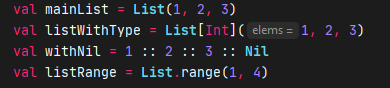 val mainList = List(1, 2, 3)
val listWithType = List[Int]( elems = 1, 2, 3)
val withNil = 1 :: 2 :: 3 :: Nil
val listRange = List.range(1, 4)